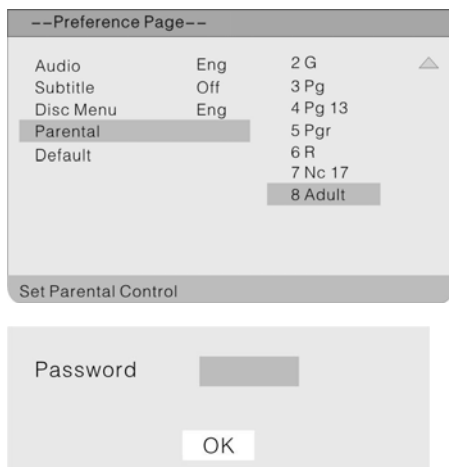 --Preference Page--
Audio Eng
Subtitle Off
Disc Menu Eng
Parental
Default
2 G
3 Pg
4 Pg 13
5 Pgr
6 R
7 Nc 17
8 Adult
Set Parental Control
Password
OK